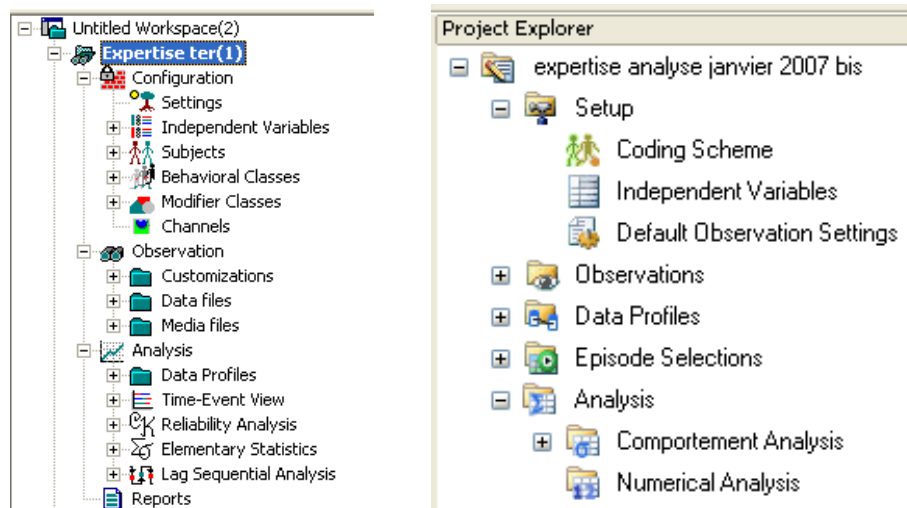 Untitled Workspace(2)
Expertise ter(1)
Configuration
Settings
Independent Variables
Subjects
Behavioral Classes
Modifier Classes
Channels
Observation
Customizations
Data files
Media files
Analysis
Data Profiles
Time-Event View
Reliability Analysis
Elementary Statistics
Lag Sequential Analysis
Reports
Project Explorer
expertise analyse janvier 2007 bis
Setup
Coding Scheme
Independent Variables
Default Observation Settings
Observations
Data Profiles
Episode Selections
Analysis
Comportement Analysis
Numerical Analysis